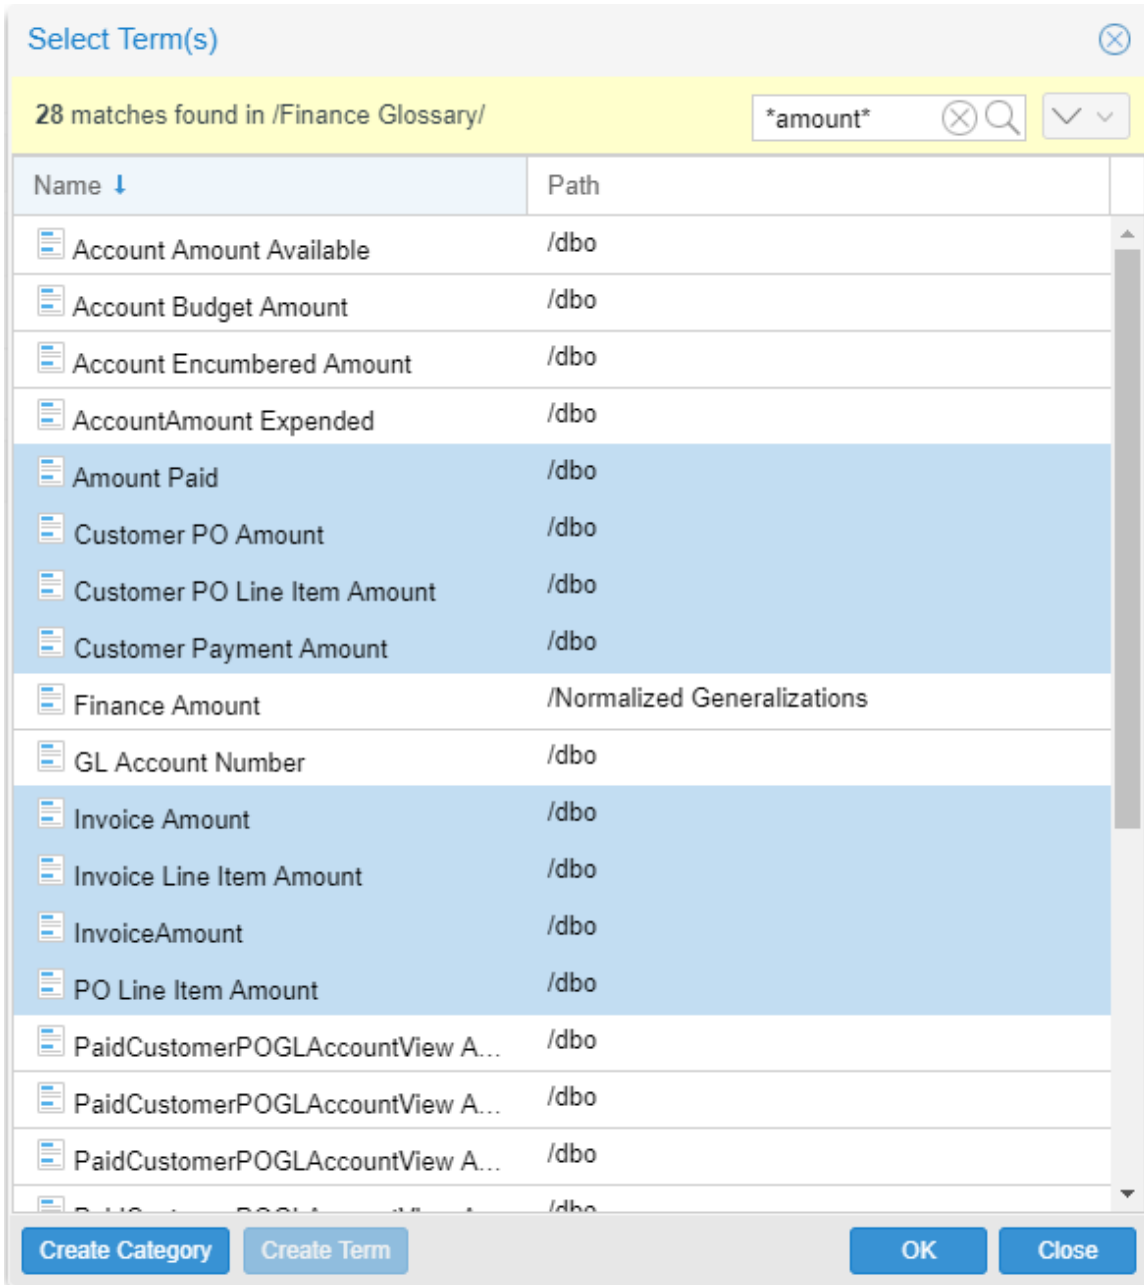 Select Term(s)
28 matches found in /Finance Glossary/ *amount*
Name Path
Account Amount Available /dbo
Account Budget Amount /dbo
Account Encumbered Amount /dbo
AccountAmount Expended /dbo
Amount Paid /dbo
Customer PO Amount /dbo
Customer PO Line Item Amount /dbo
Customer Payment Amount /dbo
Finance Amount /Normalized Generalizations
GL Account Number /dbo
Invoice Amount /dbo
Invoice Line Item Amount /dbo
InvoiceAmount /dbo
PO Line Item Amount /dbo
PaidCustomerPOGLAccountView A... /dbo
PaidCustomerPOGLAccountView A... /dbo
PaidCustomerPOGLAccountView A... /dbo
/dbo
Create Category Create Term OK Close